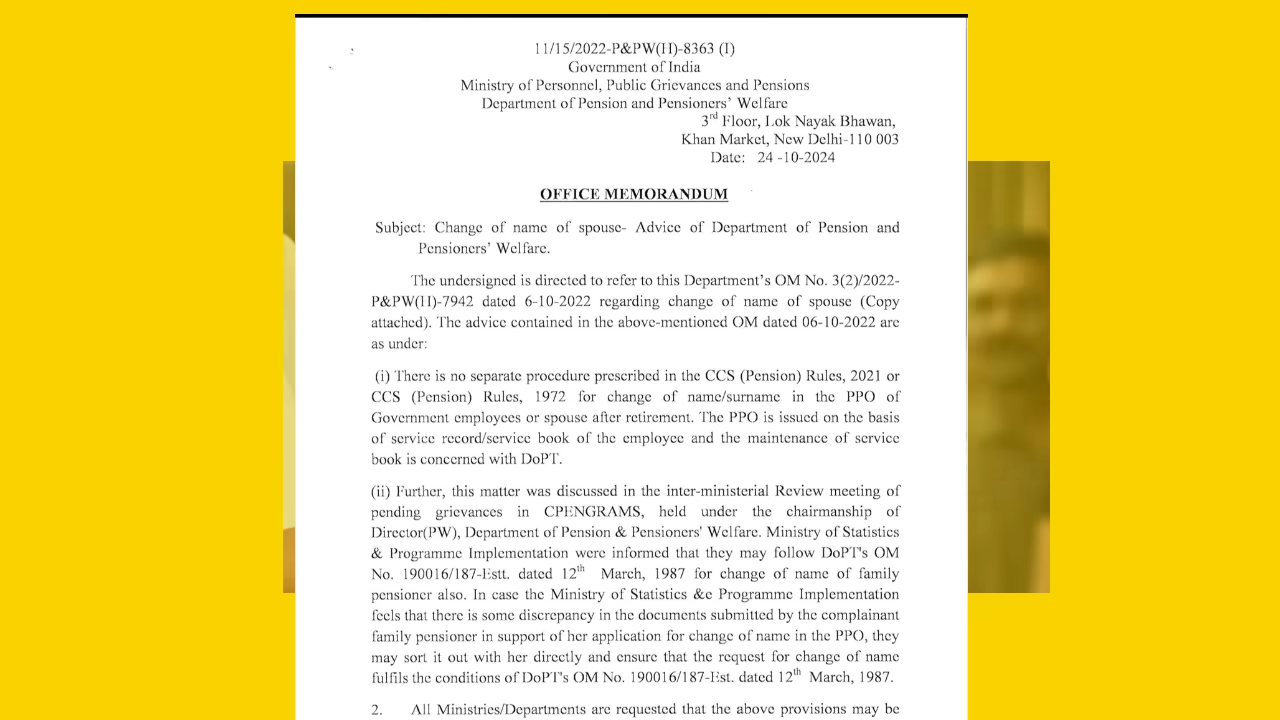 11/15/2022-P&PW(H)-8363 (I)
Government of India
Ministry of Personnel, Public Grievances and Pensions
Department of Pension and Pensioners' Welfare
3rd Floor, Lok Nayak Bhawan,
Khan Market, New Delhi-110 003
Date: 24 -10-2024
OFFICE MEMORANDUM
Subject: Change of name of spouse- Advice of Department of Pension and
Pensioners' Welfare.
The undersigned is directed to refer to this Department's OM No. 3(2)/2022-
P&PW(H)-7942 dated 6-10-2022 regarding change of name of spouse (Copy
attached). The advice contained in the above-mentioned OM dated 06-10-2022 are
as under:
(i) There is no separate procedure prescribed in the CCS (Pension) Rules, 2021 or
CCS (Pension) Rules, 1972 for change of name/surname in the PPO of
Government employees or spouse after retirement. The PPO is issued on the basis
of service record/service book of the employee and the maintenance of service
book is concerned with DoPT.
(ii) Further, this matter was discussed in the inter-ministerial Review meeting of
pending grievances in CPENGRAMS, held under the chairmanship of
Director(PW), Department of Pension & Pensioners' Welfare. Ministry of Statistics
& Programme Implementation were informed that they may follow DoPT's OM
No. 190016/187-Estt. dated 12th March, 1987 for change of name of family
pensioner also. In case the Ministry of Statistics &c Programme Implementation
feels that there is some discrepancy in the documents submitted by the complainant
family pensioner in support of her application for change of name in the PPO, they
may sort it out with her directly and ensure that the request for change of name
fulfils the conditions of DoPT's OM No. 190016/187-Est. dated 12th March, 1987.
2. All Ministries/Departments are requested that the above provisions may be